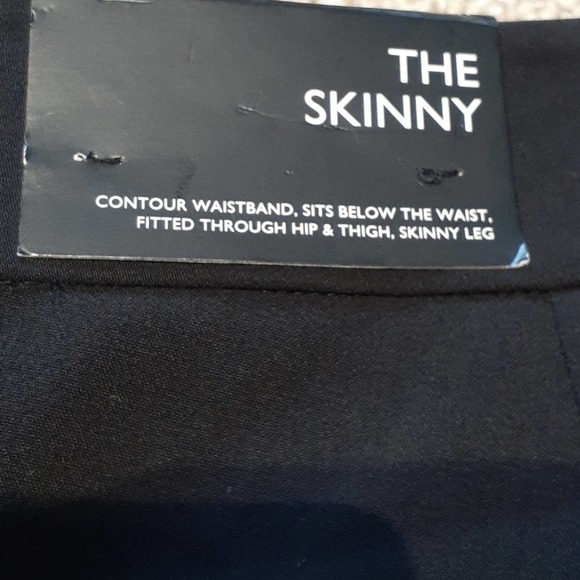 THE
SKINNY
CONTOUR WAISTBAND, SITS BELOW THE WAIST,
FITTED THROUGH HIP & THIGH, SKINNY LEG